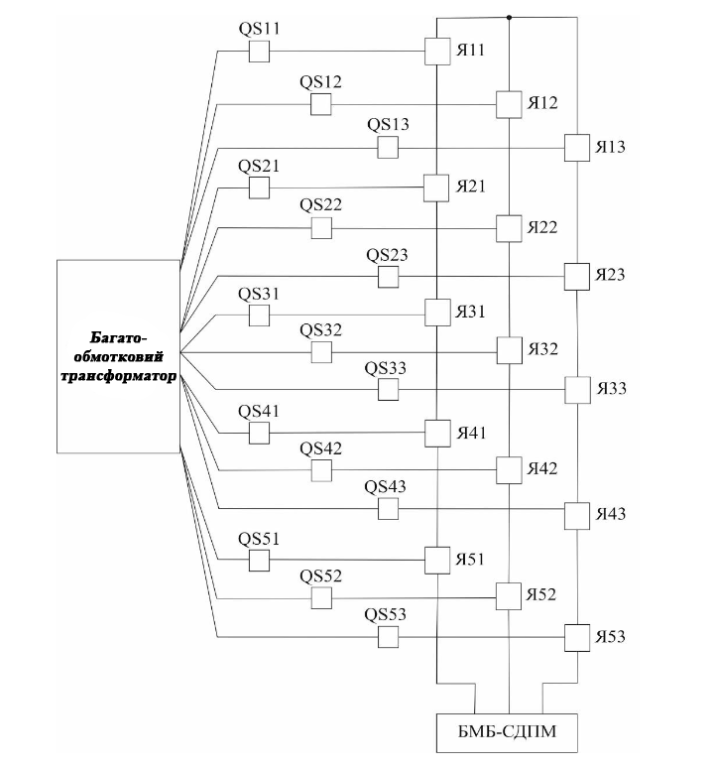 QS11
Я11
QS12
Я12
QS13
Я13
QS21
Я21
QS22
Я22
QS23
Я23
QS31
Я31
QS32
Я32
QS33
Я33
Багато-
обмотковий
трансформатор
QS41
Я41
QS42
Я42
QS43
Я43
QS51
Я51
QS52
Я52
QS53
Я53
БМБ-СДПМ